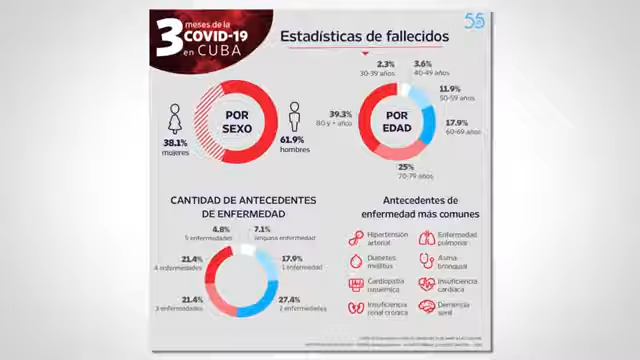 3 meses de la
COVID-19
en CUBA
55
Estadísticas de fallecidos
POR
SEXO
38.1%
mujeres
61.9%
hombres
POR
EDAD
2.3%
30-39 años
3.6%
40-49 años
11.9%
50-59 años
17.9%
60-69 años
25%
70-79 años
39.3%
80 y + años
CANTIDAD DE ANTECEDENTES
DE ENFERMEDAD
4.8%
5 enfermedades
7.1%
ninguna enfermedad
17.9%
1 enfermedad
27.4%
2 enfermedades
21.4%
3 enfermedades
21.4%
4 enfermedades
Antecedentes de
enfermedad más comunes
Hipertensión
arterial
Enfermedad
pulmonar
Diabetes
mellitus
Asma
bronquial
Cardiopatía
isquémica
Insuficiencia
cardíaca
Insuficiencia
renal crónica
Demencia
senil